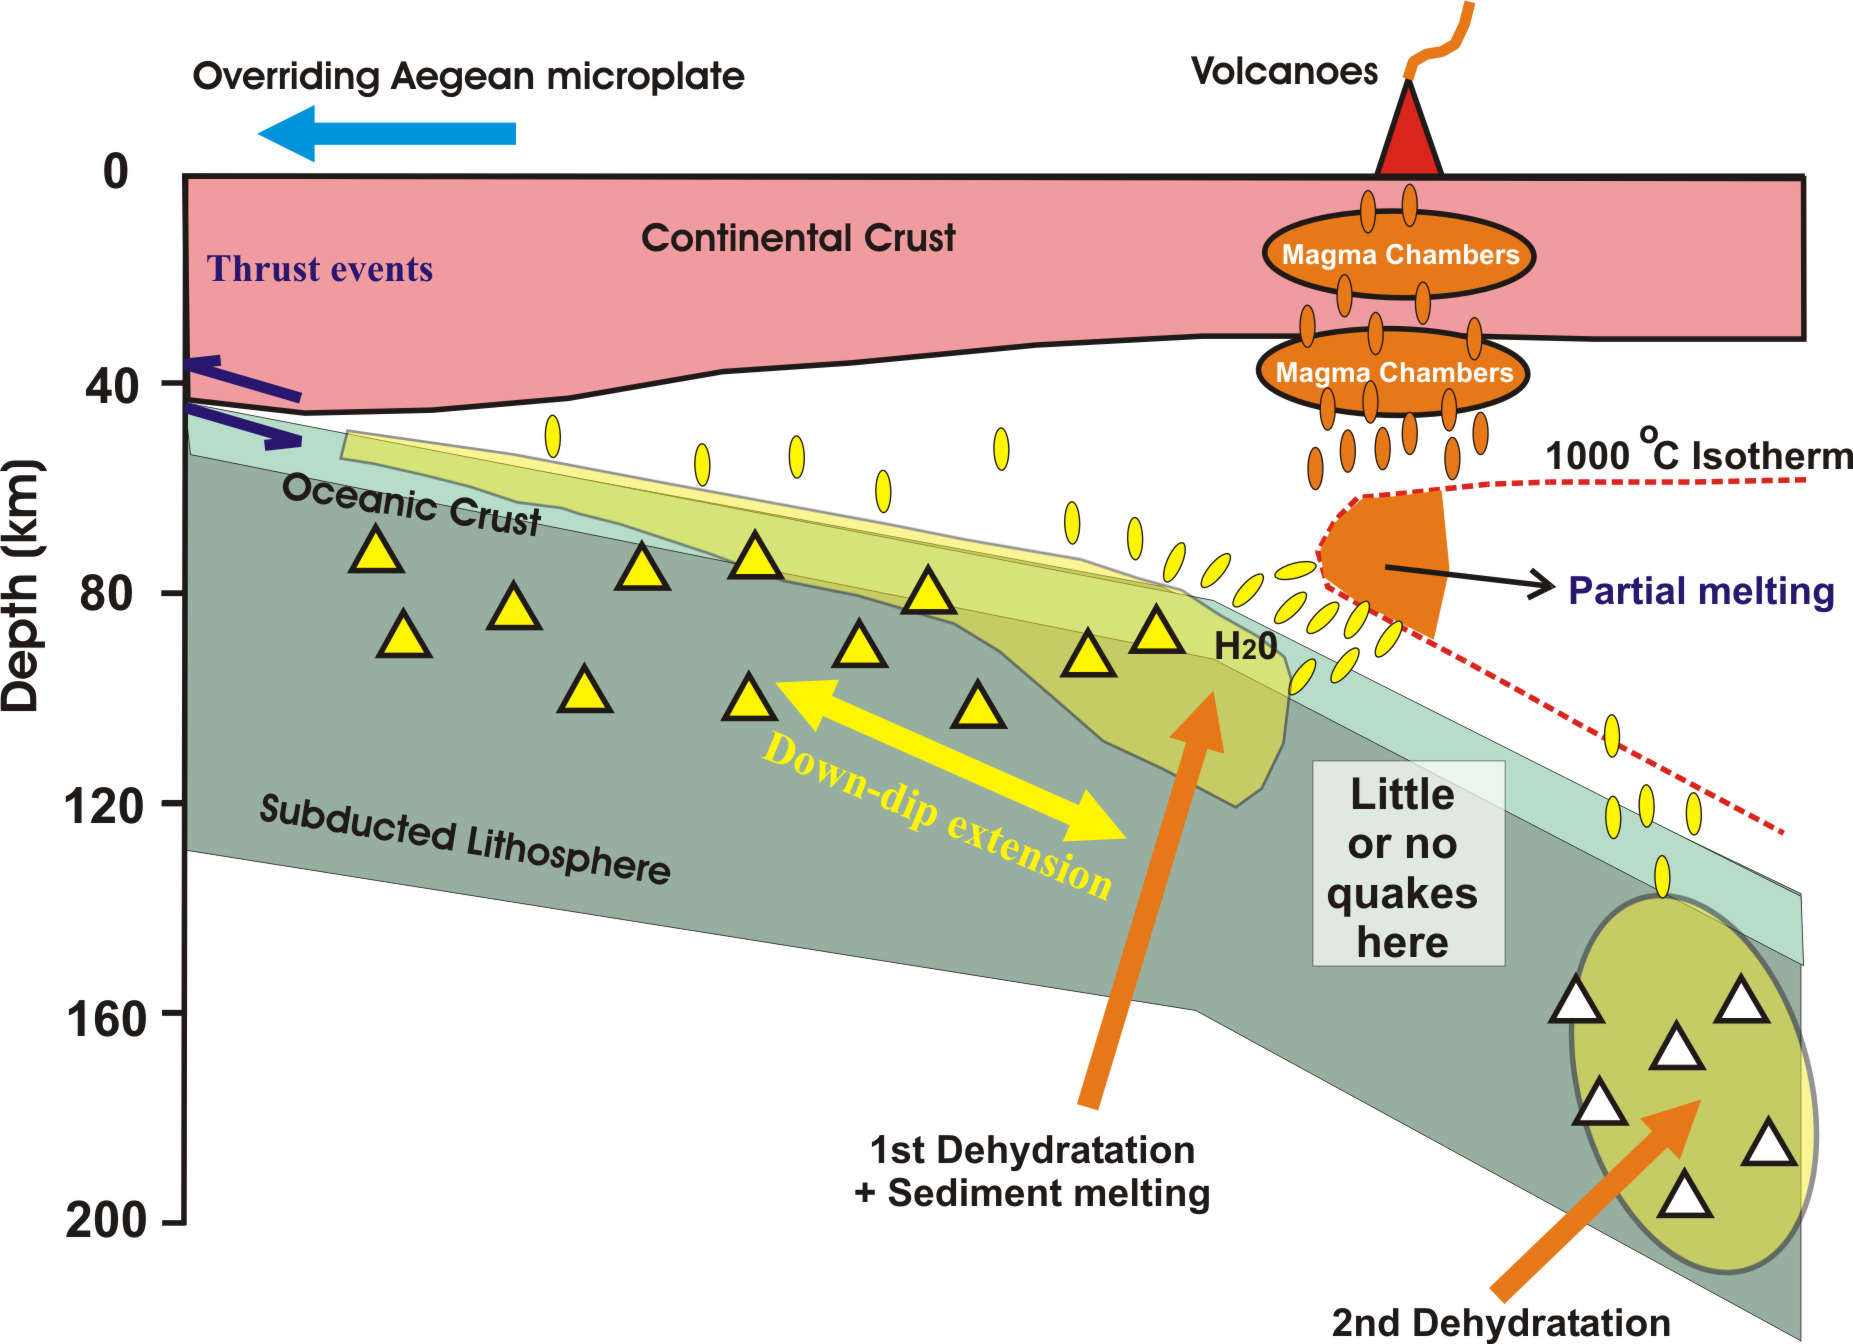 Overriding Aegean microplate
Volcanoes
0
Continental Crust
Magma Chambers
Thrust events
Magma Chambers
40
1000 °C Isotherm
Oceanic Crust
80
Partial melting
H20
Depth (km)
Down-dip extension
Little
or no
quakes
here
120
Subducted Lithosphere
160
1st Dehydratation
+ Sediment melting
200
2nd Dehydratation